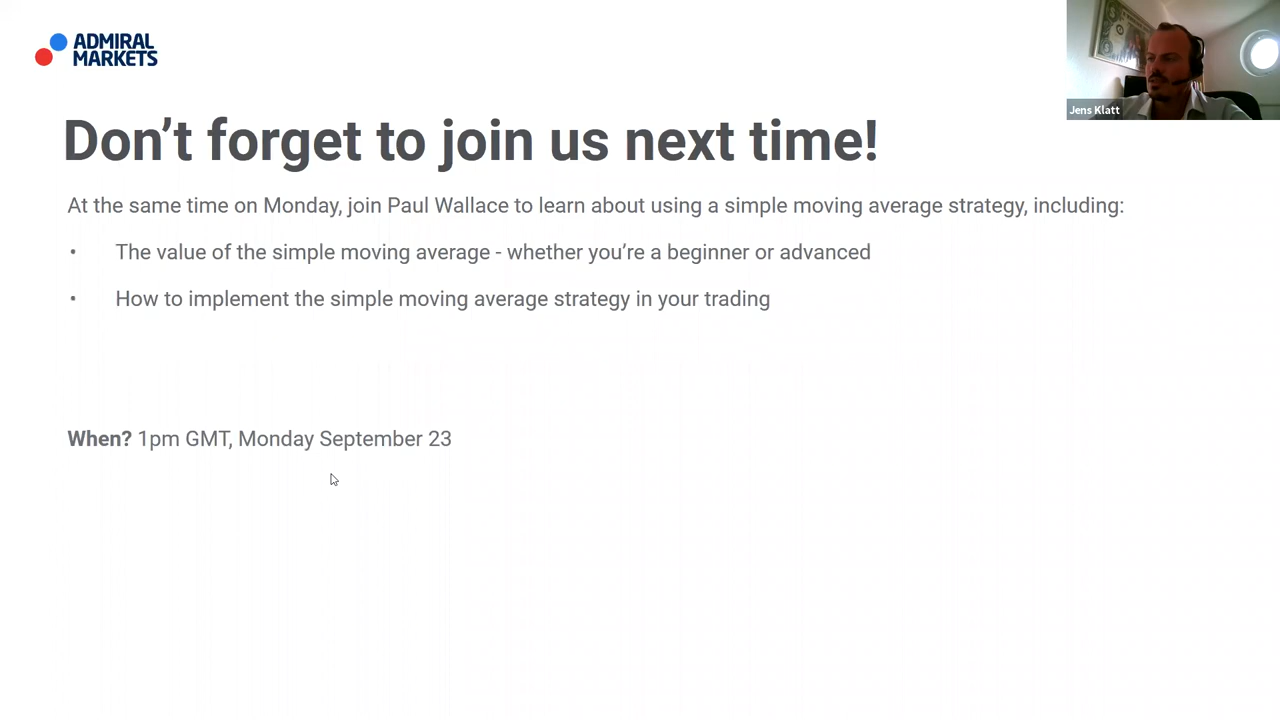 ADMIRAL
MARKETS
Jens Klatt
Don’t forget to join us next time!
At the same time on Monday, join Paul Wallace to learn about using a simple moving average strategy, including:
• The value of the simple moving average - whether you’re a beginner or advanced
• How to implement the simple moving average strategy in your trading
When? 1pm GMT, Monday September 23